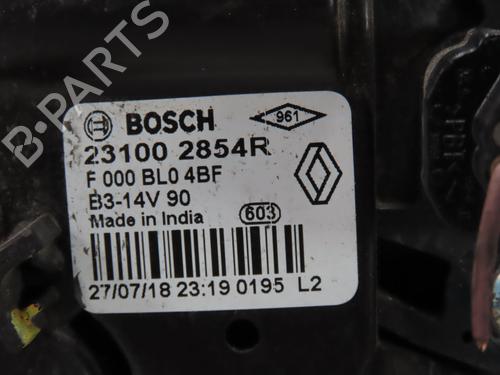 B-PARTS
BOSCH
961
23100 2854R
F 000 BL0 4BF
B3-14V 90
Made in India
603
27/07/18 23:19 0195 L2